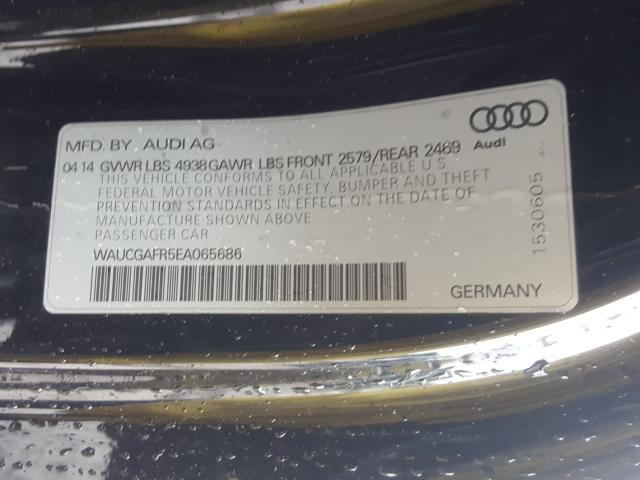 MFD. BY AUDI AG
04 14 GVWR LBS 4938 GAWR LBS FRONT 2579/REAR 2469
THIS VEHICLE CONFORMS TO ALL APPLICABLE U.S.
FEDERAL MOTOR VEHICLE SAFETY, BUMPER AND THEFT
PREVENTION STANDARDS IN EFFECT ON THE DATE OF
MANUFACTURE SHOWN ABOVE
PASSENGER CAR
WAUCGAFR5EA065686
GERMANY
Audi
1530605